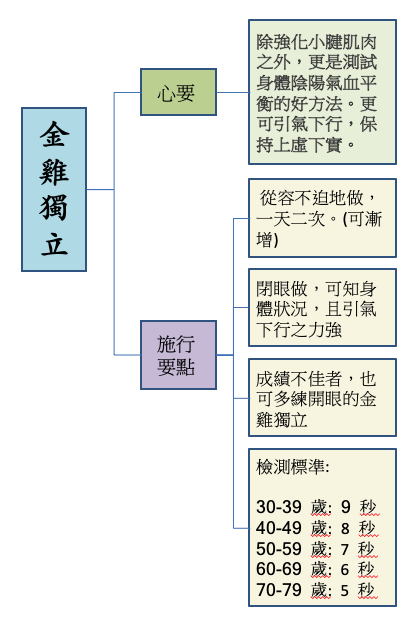 金雞獨立
心要
除強化小腱肌肉
之外，更是測試
身體陰陽氣血平
衡的好方法。更
可引氣下行，保
持上虛下實。
施行
要點
從容不迫地做，
一天二次。(可漸
增)
閉眼做，可知身
體狀況，且引氣
下行之力強
成績不佳者，也
可多練開眼的金
雞獨立
檢測標準:
30-39 歲: 9 秒
40-49 歲: 8 秒
50-59 歲: 7 秒
60-69 歲: 6 秒
70-79 歲: 5 秒